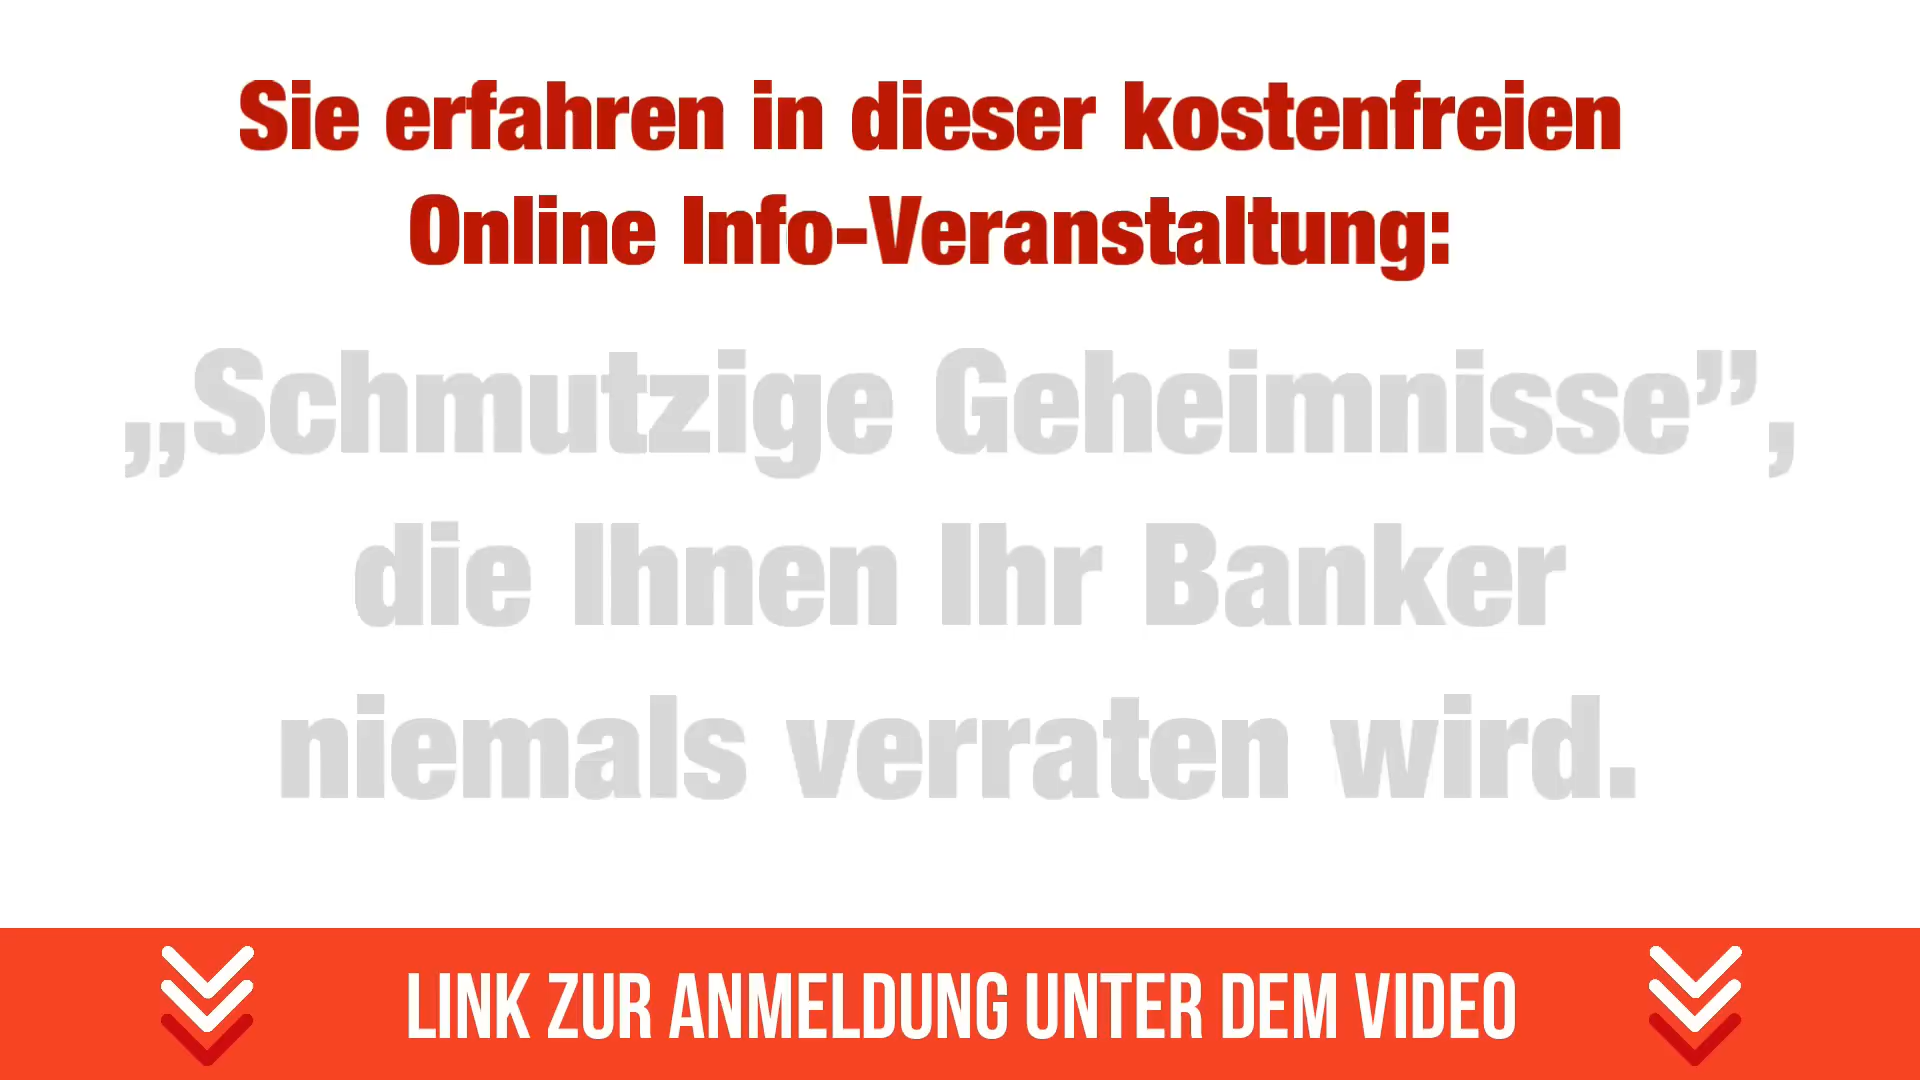 Sie erfahren in dieser kostenfreien
Online Info-Veranstaltung:
„Schmutzige Geheimnisse”,
die Ihnen Ihr Banker
niemals verraten wird.
LINK ZUR ANMELDUNG UNTER DEM VIDEO